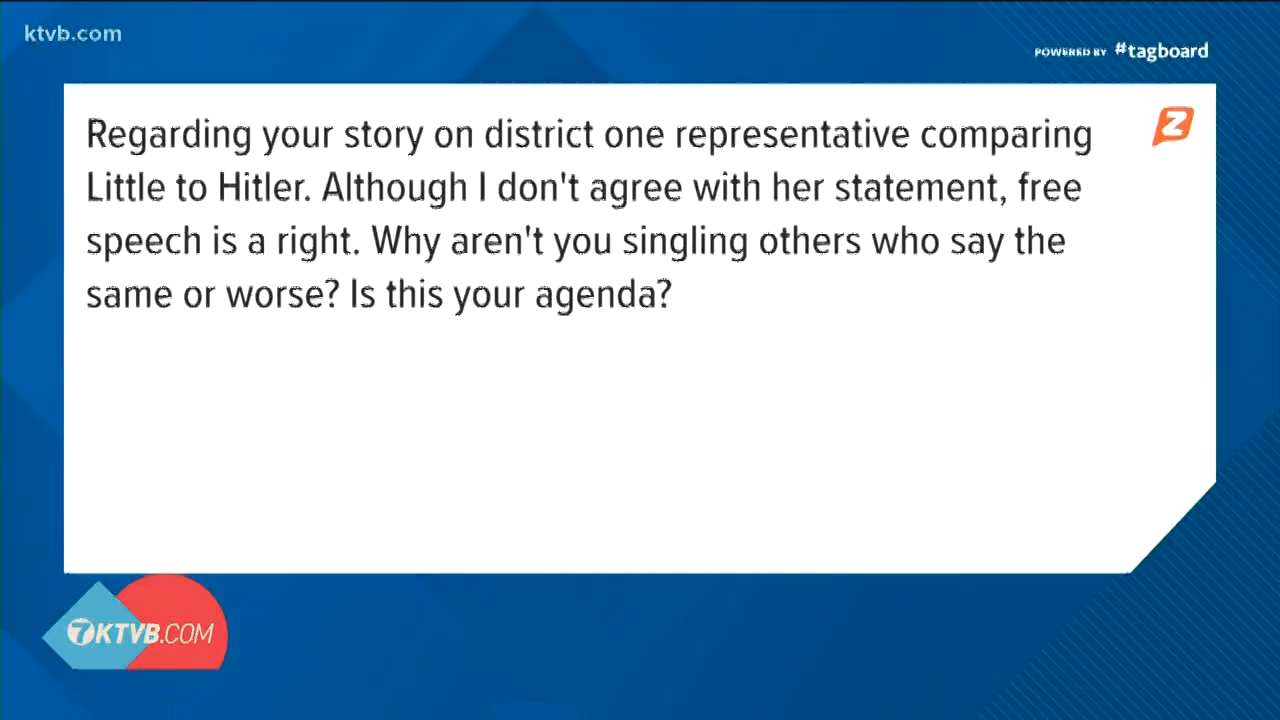 ktvb.com
POWERED BY #tagboard
Regarding your story on district one representative comparing
Little to Hitler. Although I don't agree with her statement, free
speech is a right. Why aren't you singling others who say the
same or worse? Is this your agenda?
7KTVB.COM